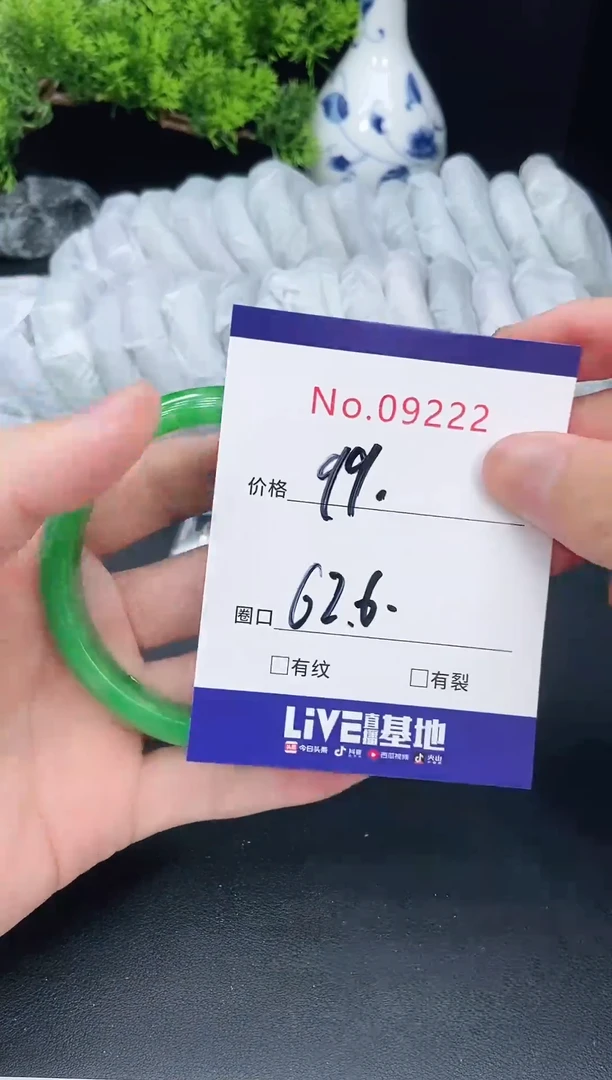 No.09222
价格 99.
圈口 62.6.
□有纹 □有裂
LiVE直播基地
今日头条 抖音 西瓜视频 火山